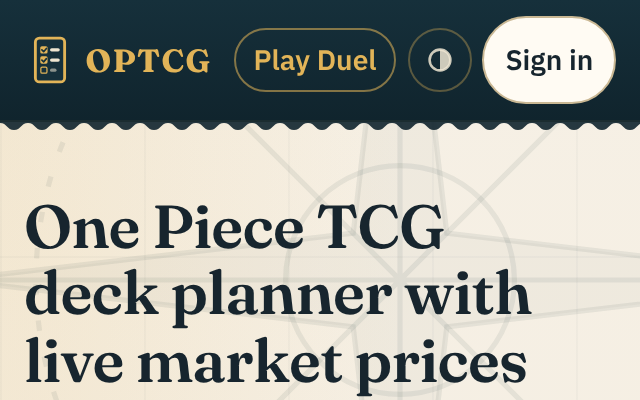 OPTCG
Play Duel
Sign in
One Piece TCG
deck planner with
live market prices